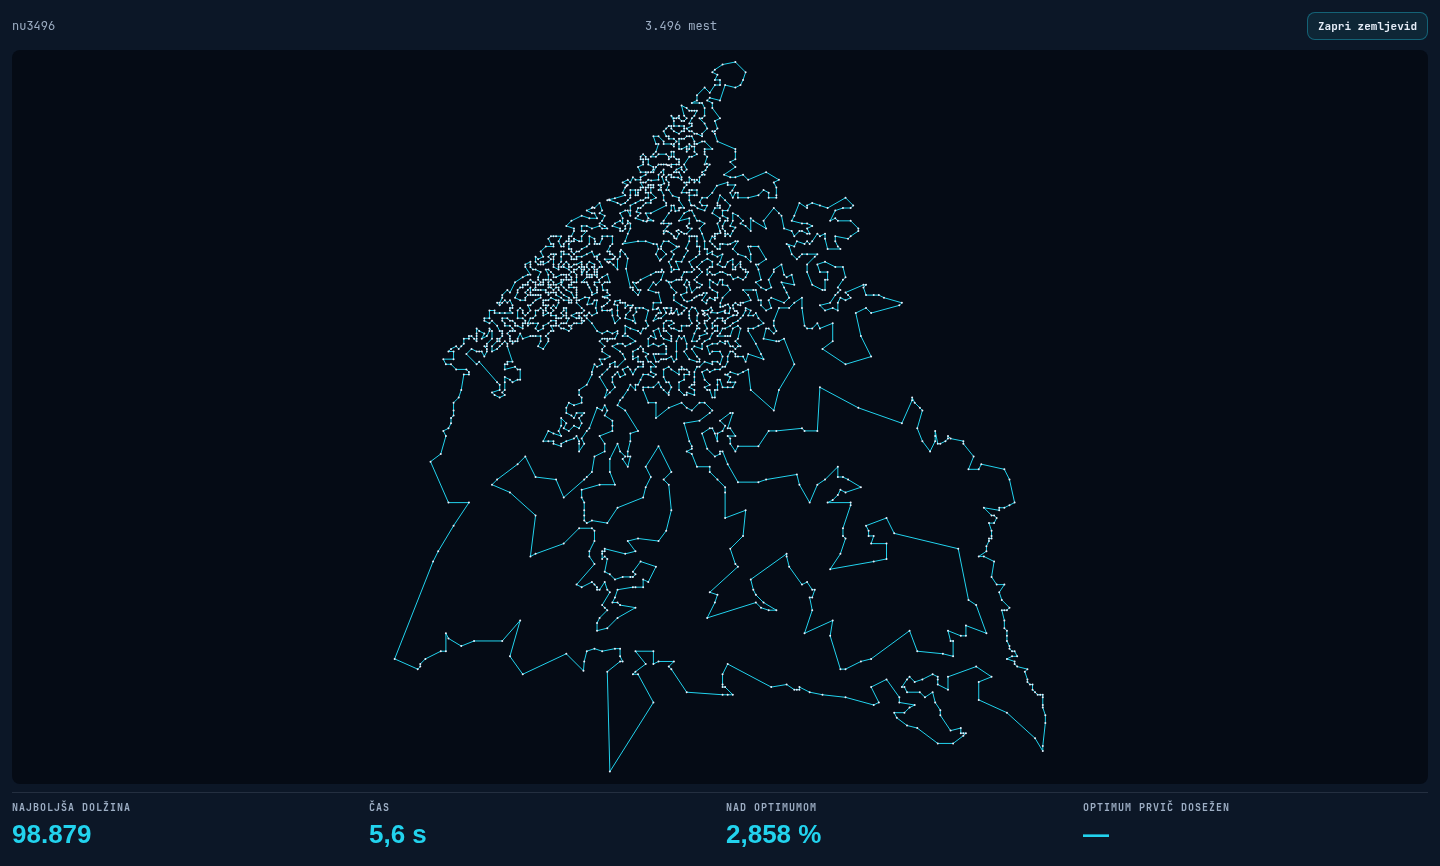 nu3496
3.496 mest
Zapri zemljevid
NAJBOLJŠA DOLŽINA
98.879
ČAS
5,6 s
NAD OPTIMUMOM
2,858 %
OPTIMUM PRVIČ DOSEŽEN
—